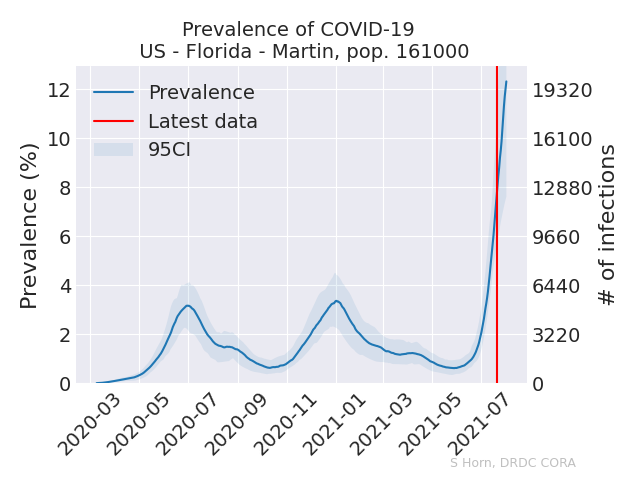 Prevalence of COVID-19
US - Florida - Martin, pop. 161000
Prevalence
Latest data
95CI
Prevalence (%)
12
10
8
6
4
2
0
19320
16100
12880
9660
6440
3220
0
# of infections
2020-03
2020-05
2020-07
2020-09
2020-11
2021-01
2021-03
2021-05
2021-07
S Horn, DRDC CORA